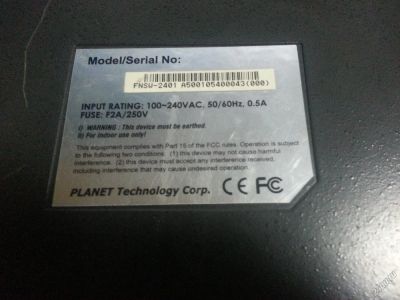 Model/Serial No:
FNSW-2401 A500105400043(000)
INPUT RATING: 100~240VAC, 50/60Hz, 0.5A
FUSE: F2A/250V
I) WARNING : This device must be earthed.
II) For indoor use only!
This equipment complies with Part 15 of the FCC rules. Operation is subject
to the following two conditions: (1) this device may not cause harmful
interference. (2) this device must accept any interference received,
including interference that may cause undesired operation.
PLANET Technology Corp. CE FC